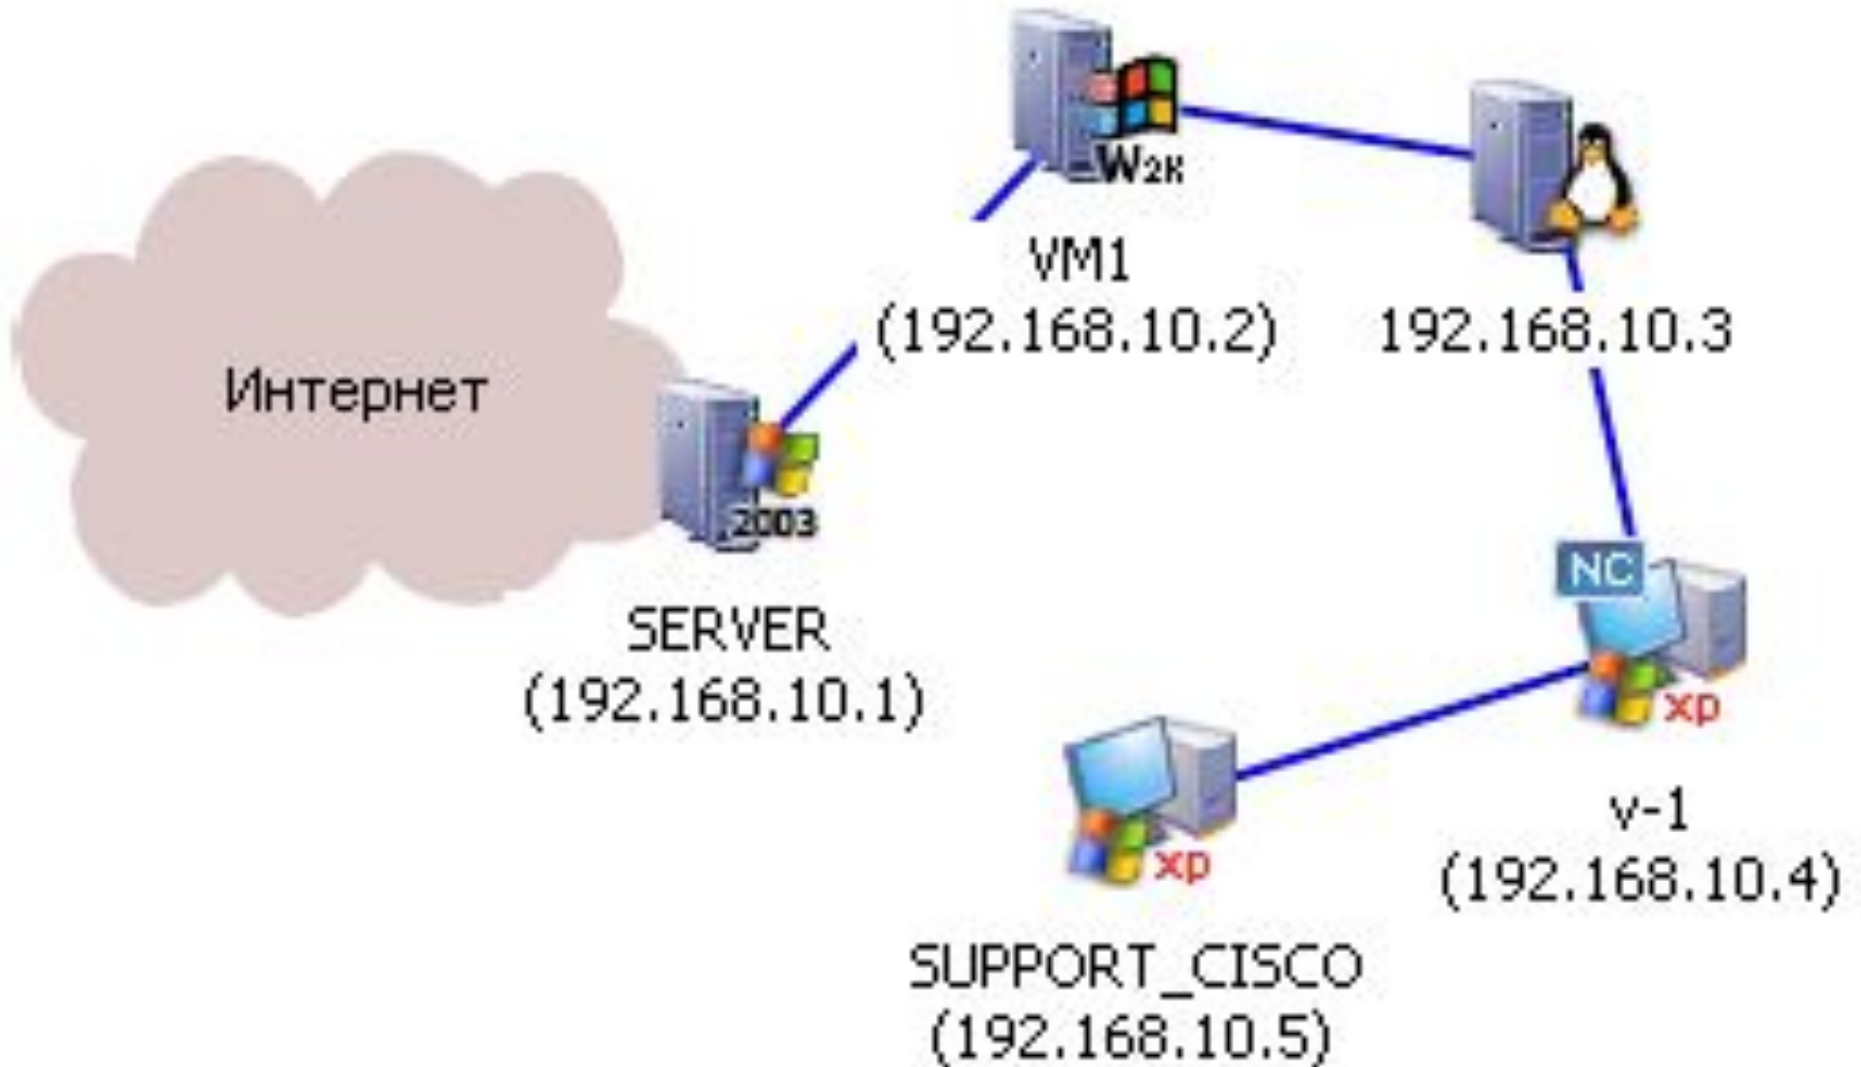 W2K
VM1
(192.168.10.2)
192.168.10.3
Интернет
2003
SERVER
(192.168.10.1)
NC
xp
v-1
(192.168.10.4)
xp
SUPPORT_CISCO
(192.168.10.5)